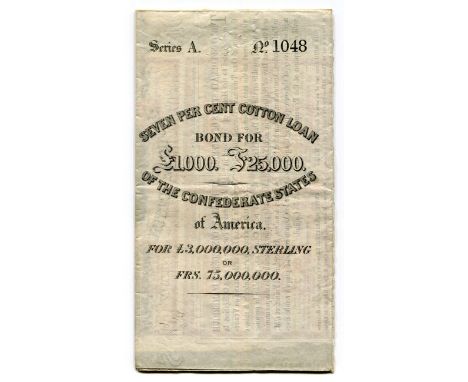 Series A. No. 1048
SEVEN PER CENT COTTON LOAN
BOND FOR
£1,000. F25,000.
OF THE CONFEDERATE STATES
of America.
FOR £3,000,000, STERLING
OR
FRS. 75,000,000.